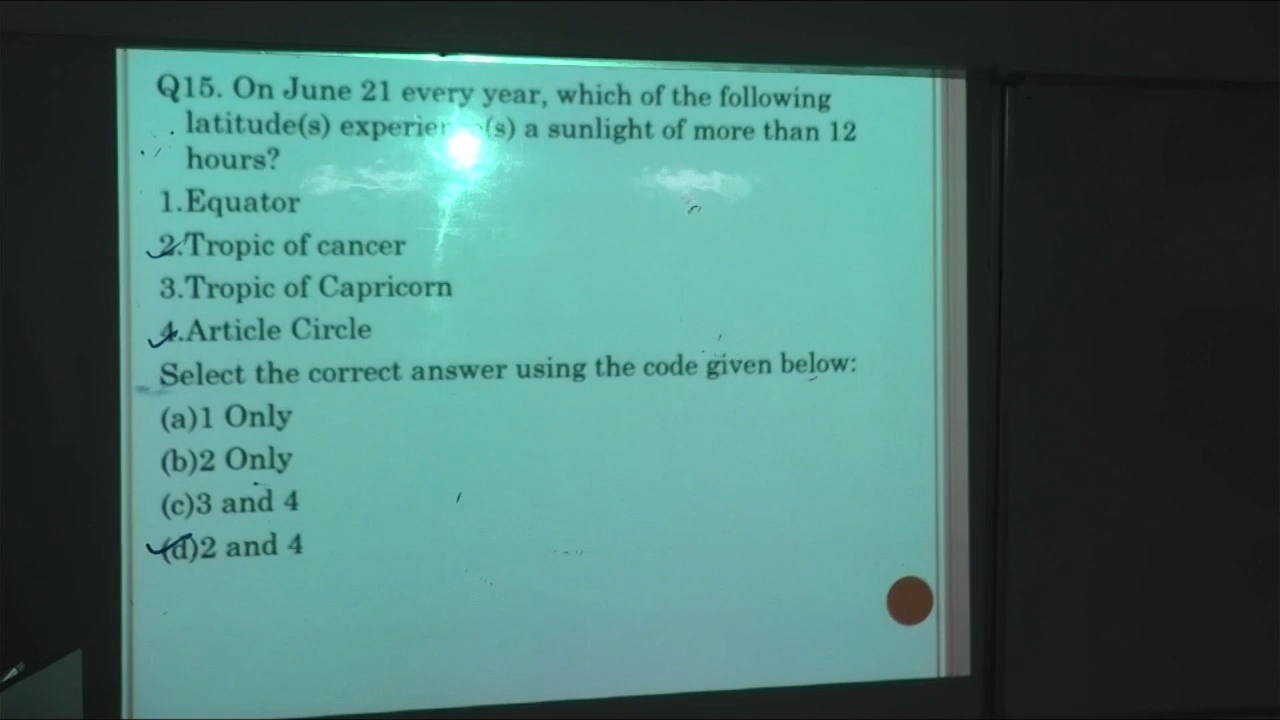 Q15. On June 21 every year, which of the following
latitude(s) a sunlight of more than 12
hours?
1.Equator
2.Tropic of cancer
3.Tropic of Capricorn
4.Article Circle
Select the correct answer using the code given below:
(a)1 Only
(b)2 Only
(c)3 and 4
(d)2 and 4